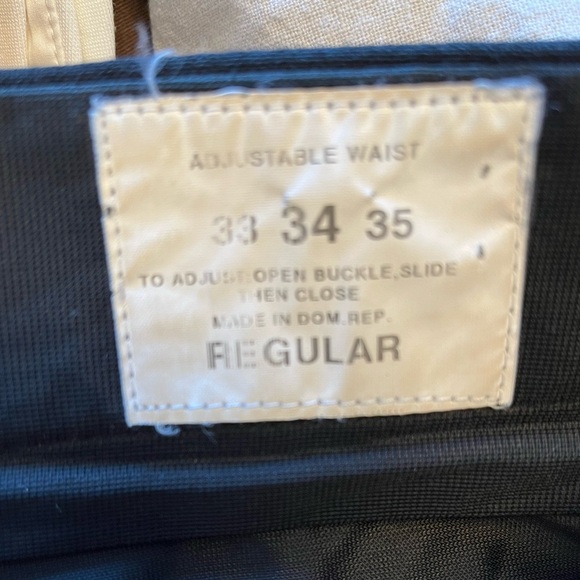 ADJUSTABLE WAIST
33 34 35
TO ADJUST:OPEN BUCKLE,SLIDE
THEN CLOSE
MADE IN DOM.REP.
REGULAR